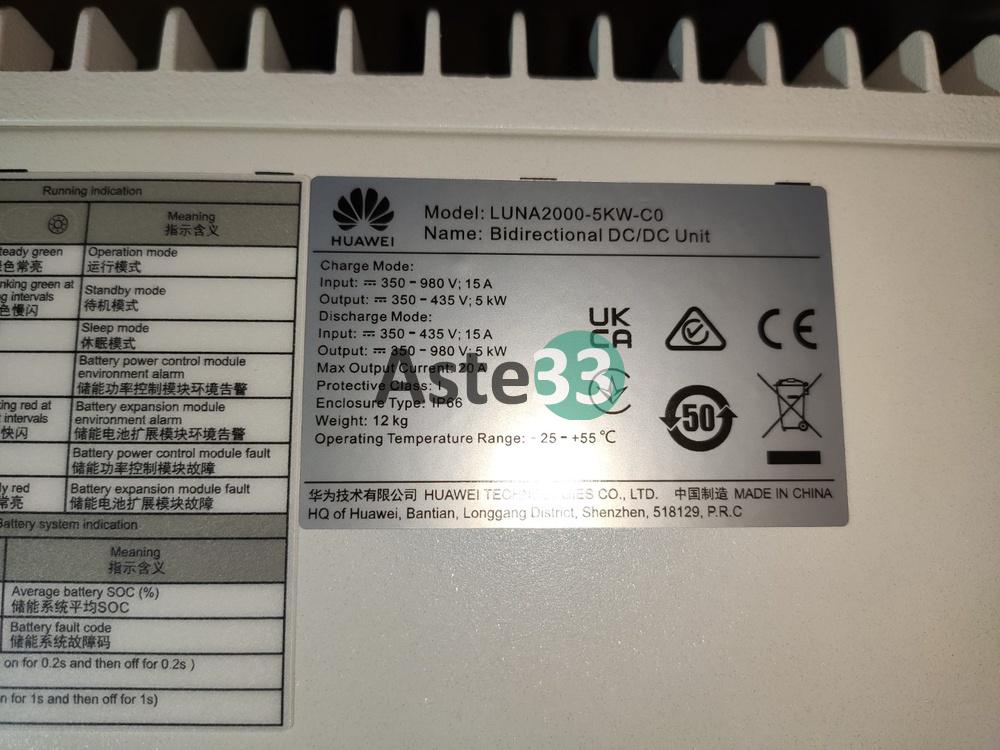 Running indication
Meaning
指示含义
teady green
色常亮
Operation mode
运行模式
nking green at
g intervals
色慢闪
Standby mode
待机模式
Sleep mode
休眠模式
Battery power control module
environment alarm
储能功率控制模块环境告警
king red at
t intervals
快闪
Battery expansion module
environment alarm
储能电池扩展模块环境告警
Battery power control module fault
储能功率控制模块故障
ly red
常亮
Battery expansion module fault
储能电池扩展模块故障
Battery system indication
Meaning
指示含义
Average battery SOC (%)
储能系统平均SOC
Battery fault code
储能系统故障码
on for 0.2s and then off for 0.2s )
n for 1s and then off for 1s)
HUAWEI
Model: LUNA2000-5KW-C0
Name: Bidirectional DC/DC Unit
Charge Mode:
Input: ⎓ 350 - 980 V; 15 A
Output: ⎓ 350 - 435 V; 5 kW
Discharge Mode:
Input: ⎓ 350 - 435 V; 15 A
Output: ⎓ 350 - 980 V; 5 kW
Max Output Current: 20 A
Protective Class: I
Enclosure Type: IP66
Weight: 12 kg
Operating Temperature Range: - 25 - +55 ℃
UK
CA
CE
50
Aste33
华为技术有限公司 HUAWEI TECHNOLOGIES CO., LTD. 中国制造 MADE IN CHINA
HQ of Huawei, Bantian, Longgang District, Shenzhen, 518129, P.R.C